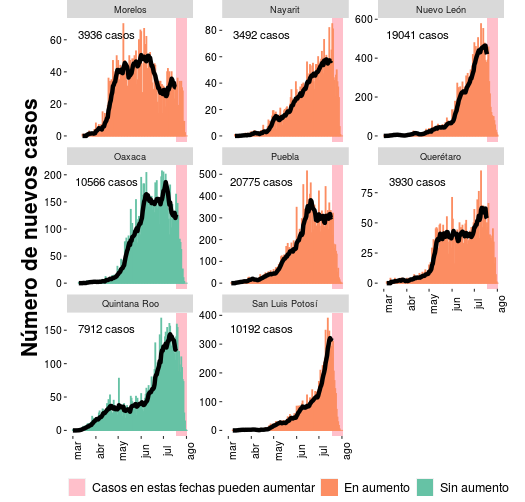 Número de nuevos casos
Morelos
3936 casos
60
40
20
0
Nayarit
3492 casos
80
60
40
20
0
Nuevo León
19041 casos
600
400
200
0
Oaxaca
10566 casos
200
150
100
50
0
Puebla
20775 casos
500
400
300
200
100
0
Querétaro
3930 casos
75
50
25
0
mar abr may jun jul ago
Quintana Roo
7912 casos
150
100
50
0
mar abr may jun jul ago
San Luis Potosí
10192 casos
400
300
200
100
0
mar abr may jun jul ago
Casos en estas fechas pueden aumentar En aumento Sin aumento